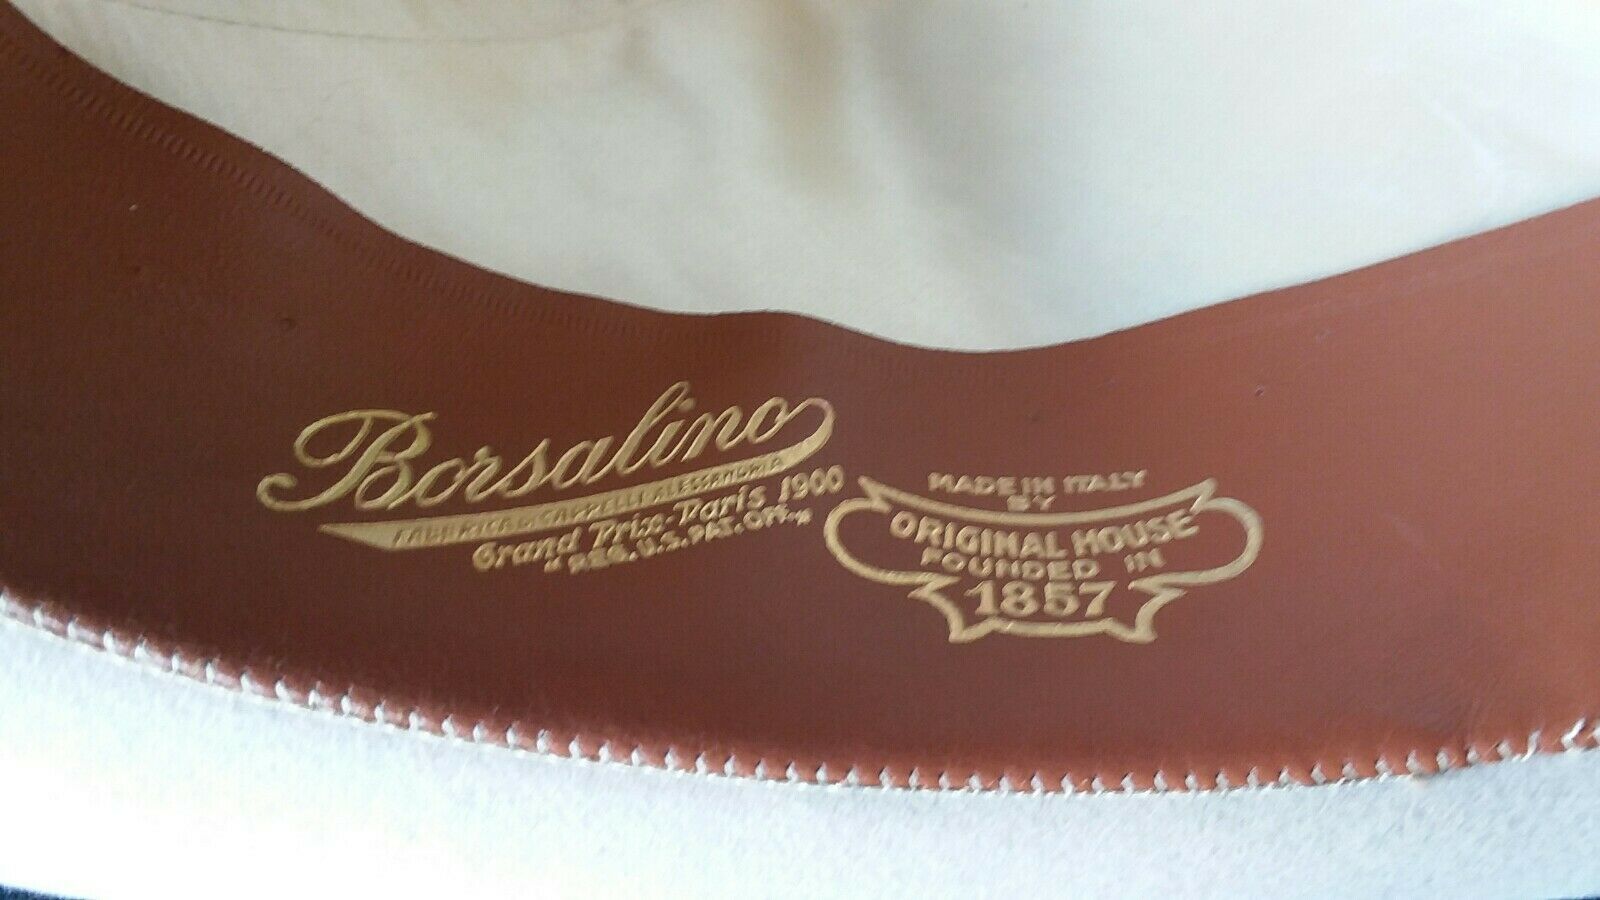 Borsalino
FABBRICA DI CAPPELLI-ALESSANDRIA
Grand Prix-Paris 1900
"REG. U.S. PAT. OFF."
MADE IN ITALY
BY
ORIGINAL HOUSE
FOUNDED IN
1857